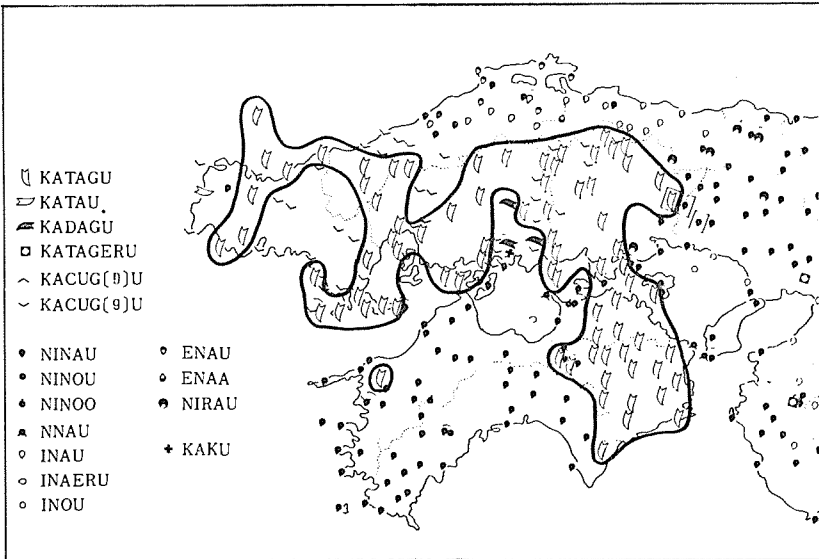 KATAGU
KATAU
KADAGU
KATAGERU
KACUG(ŋ)U
KACUG(g)U
NINAU
NINOU
NINOO
NNAU
INAU
INAERU
INOU
ENAU
ENAA
NIRAU
KAKU